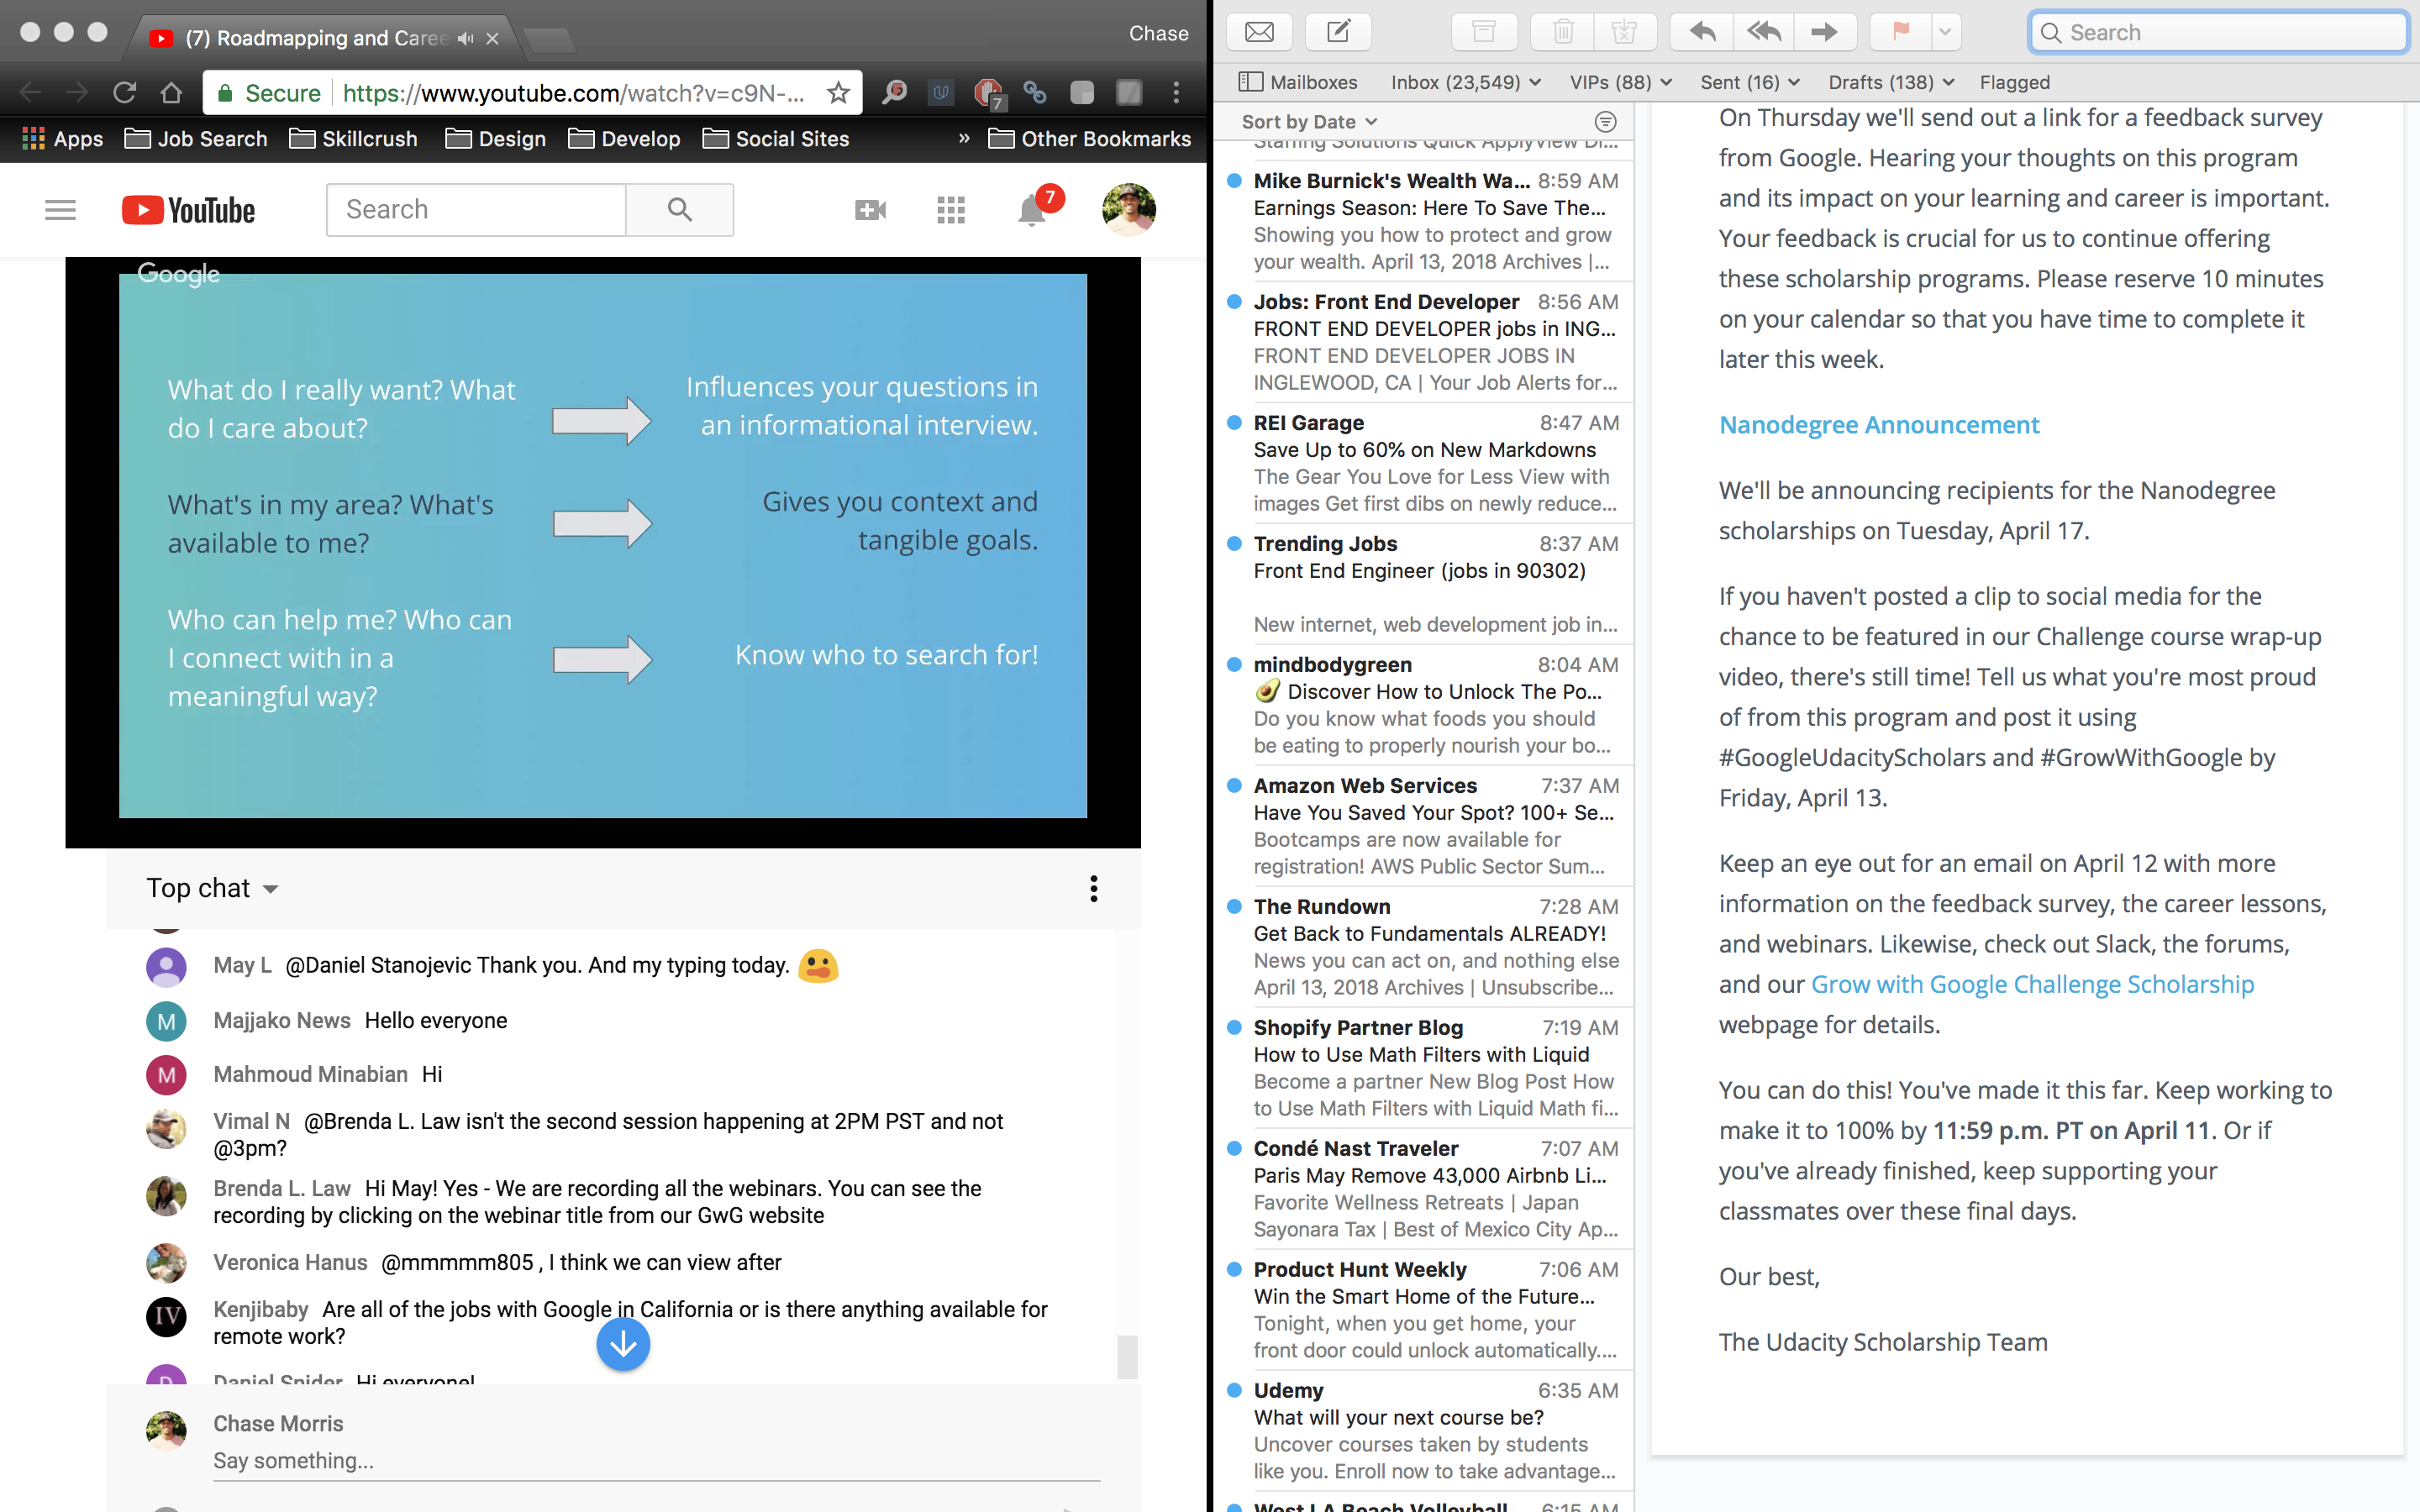 (7) Roadmapping and Caree
Chase
Secure https://www.youtube.com/watch?v=c9N-...
7
Apps Job Search Skillcrush Design Develop Social Sites » Other Bookmarks
YouTube
Search
7
Google
What do I really want? What
do I care about?
Influences your questions in
an informational interview.
What's in my area? What's
available to me?
Gives you context and
tangible goals.
Who can help me? Who can
I connect with in a
meaningful way?
Know who to search for!
Top chat
May L @Daniel Stanojevic Thank you. And my typing today.
M
Majjako News Hello everyone
M
Mahmoud Minabian Hi
Vimal N @Brenda L. Law isn't the second session happening at 2PM PST and not
@3pm?
Brenda L. Law Hi May! Yes - We are recording all the webinars. You can see the
recording by clicking on the webinar title from our GwG website
Veronica Hanus @mmmmm805 , I think we can view after
IV
Kenjibaby Are all of the jobs with Google in California or is there anything available for
remote work?
Daniel Snider Hi everyone!
Chase Morris
Say something...
Search
Mailboxes Inbox (23,549) VIPs (88) Sent (16) Drafts (138) Flagged
Sort by Date
Staffing Solutions Quick ApplyView Di...
Mike Burnick's Wealth Wa... 8:59 AM
Earnings Season: Here To Save The...
Showing you how to protect and grow
your wealth. April 13, 2018 Archives |...
Jobs: Front End Developer 8:56 AM
FRONT END DEVELOPER jobs in ING...
FRONT END DEVELOPER JOBS IN
INGLEWOOD, CA | Your Job Alerts for...
REI Garage 8:47 AM
Save Up to 60% on New Markdowns
The Gear You Love for Less View with
images Get first dibs on newly reduce...
Trending Jobs 8:37 AM
Front End Engineer (jobs in 90302)
New internet, web development job in...
mindbodygreen 8:04 AM
🥑 Discover How to Unlock The Po...
Do you know what foods you should
be eating to properly nourish your bo...
Amazon Web Services 7:37 AM
Have You Saved Your Spot? 100+ Se...
Bootcamps are now available for
registration! AWS Public Sector Sum...
The Rundown 7:28 AM
Get Back to Fundamentals ALREADY!
News you can act on, and nothing else
April 13, 2018 Archives | Unsubscribe...
Shopify Partner Blog 7:19 AM
How to Use Math Filters with Liquid
Become a partner New Blog Post How
to Use Math Filters with Liquid Math fi...
Condé Nast Traveler 7:07 AM
Paris May Remove 43,000 Airbnb Li...
Favorite Wellness Retreats | Japan
Sayonara Tax | Best of Mexico City Ap...
Product Hunt Weekly 7:06 AM
Win the Smart Home of the Future...
Tonight, when you get home, your
front door could unlock automatically....
Udemy 6:35 AM
What will your next course be?
Uncover courses taken by students
like you. Enroll now to take advantage...
West LA Beach Volleyball 6:15 AM
On Thursday we'll send out a link for a feedback survey
from Google. Hearing your thoughts on this program
and its impact on your learning and career is important.
Your feedback is crucial for us to continue offering
these scholarship programs. Please reserve 10 minutes
on your calendar so that you have time to complete it
later this week.
Nanodegree Announcement
We'll be announcing recipients for the Nanodegree
scholarships on Tuesday, April 17.
If you haven't posted a clip to social media for the
chance to be featured in our Challenge course wrap-up
video, there's still time! Tell us what you're most proud
of from this program and post it using
#GoogleUdacityScholars and #GrowWithGoogle by
Friday, April 13.
Keep an eye out for an email on April 12 with more
information on the feedback survey, the career lessons,
and webinars. Likewise, check out Slack, the forums,
and our Grow with Google Challenge Scholarship
webpage for details.
You can do this! You've made it this far. Keep working to
make it to 100% by 11:59 p.m. PT on April 11. Or if
you've already finished, keep supporting your
classmates over these final days.
Our best,
The Udacity Scholarship Team